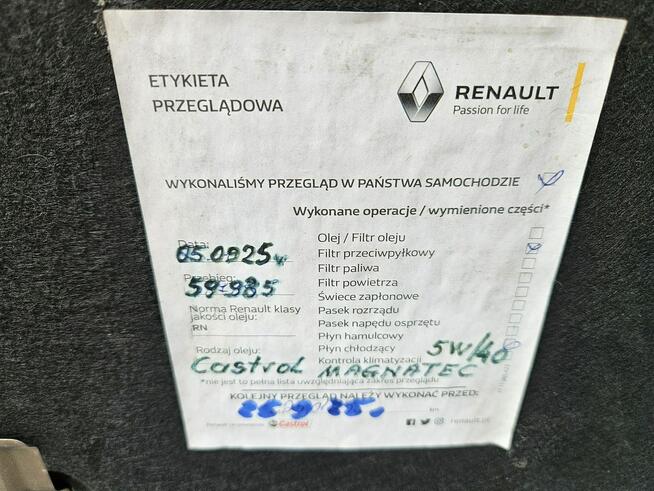 ETYKIETA
PRZEGLĄDOWA
RENAULT
Passion for life
WYKONALIŚMY PRZEGLĄD W PAŃSTWA SAMOCHODZIE
Wykonane operacje / wymienione części*
Data:
05.0925r
Przebieg:
59.985
Norma Renault klasy
jakości oleju:
RN
Rodzaj oleju:
Castrol MAGNATEC 5W/40
Olej / Filtr oleju
Filtr przeciwpyłkowy
Filtr paliwa
Filtr powietrza
Świece zapłonowe
Pasek rozrządu
Pasek napędu osprzętu
Płyn hamulcowy
Płyn chłodzący
Kontrola klimatyzacji
*nie jest to pełna lista uwzględniająca zakres przeglądu
KOLEJNY PRZEGLĄD NALEŻY WYKONAĆ PRZED:
km
Castrol
renault.pl